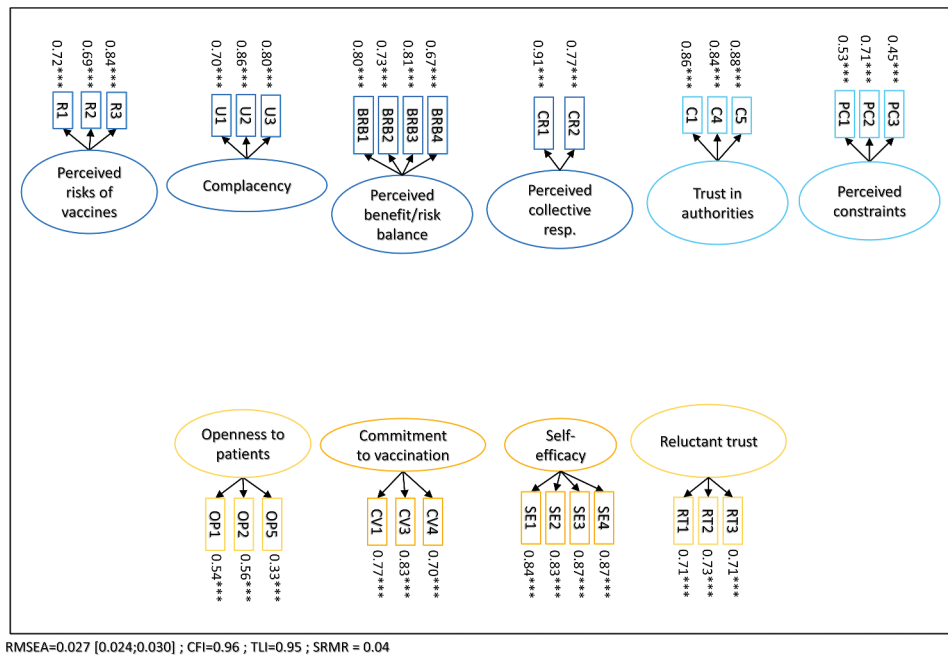 0.72***
0.69***
0.84***
R1
R2
R3
Perceived
risks of
vaccines
0.70***
0.86***
0.80***
U1
U2
U3
Complacency
0.80***
0.73***
0.88***
0.67***
BRB1
BRB2
BRB3
BRB4
Perceived
benefit/risk
balance
0.91***
0.77***
CR1
CR2
Perceived
collective
resp.
0.86***
0.84***
0.88***
C1
C4
C5
Trust in
authorities
0.53***
0.71***
0.45***
PC1
PC2
PC3
Perceived
constraints
Openness to
patients
OP1
OP2
OP5
0.54***
0.56***
0.33***
Commitment
to vaccination
CV1
CV3
CV4
0.77***
0.83***
0.70***
Self-
efficacy
SE1
SE2
SE3
SE4
0.84***
0.83***
0.87***
0.87***
Reluctant trust
RT1
RT2
RT3
0.71***
0.73***
0.71***
RMSEA=0.027 [0.024;0.030] ; CFI=0.96 ; TLI=0.95 ; SRMR = 0.04